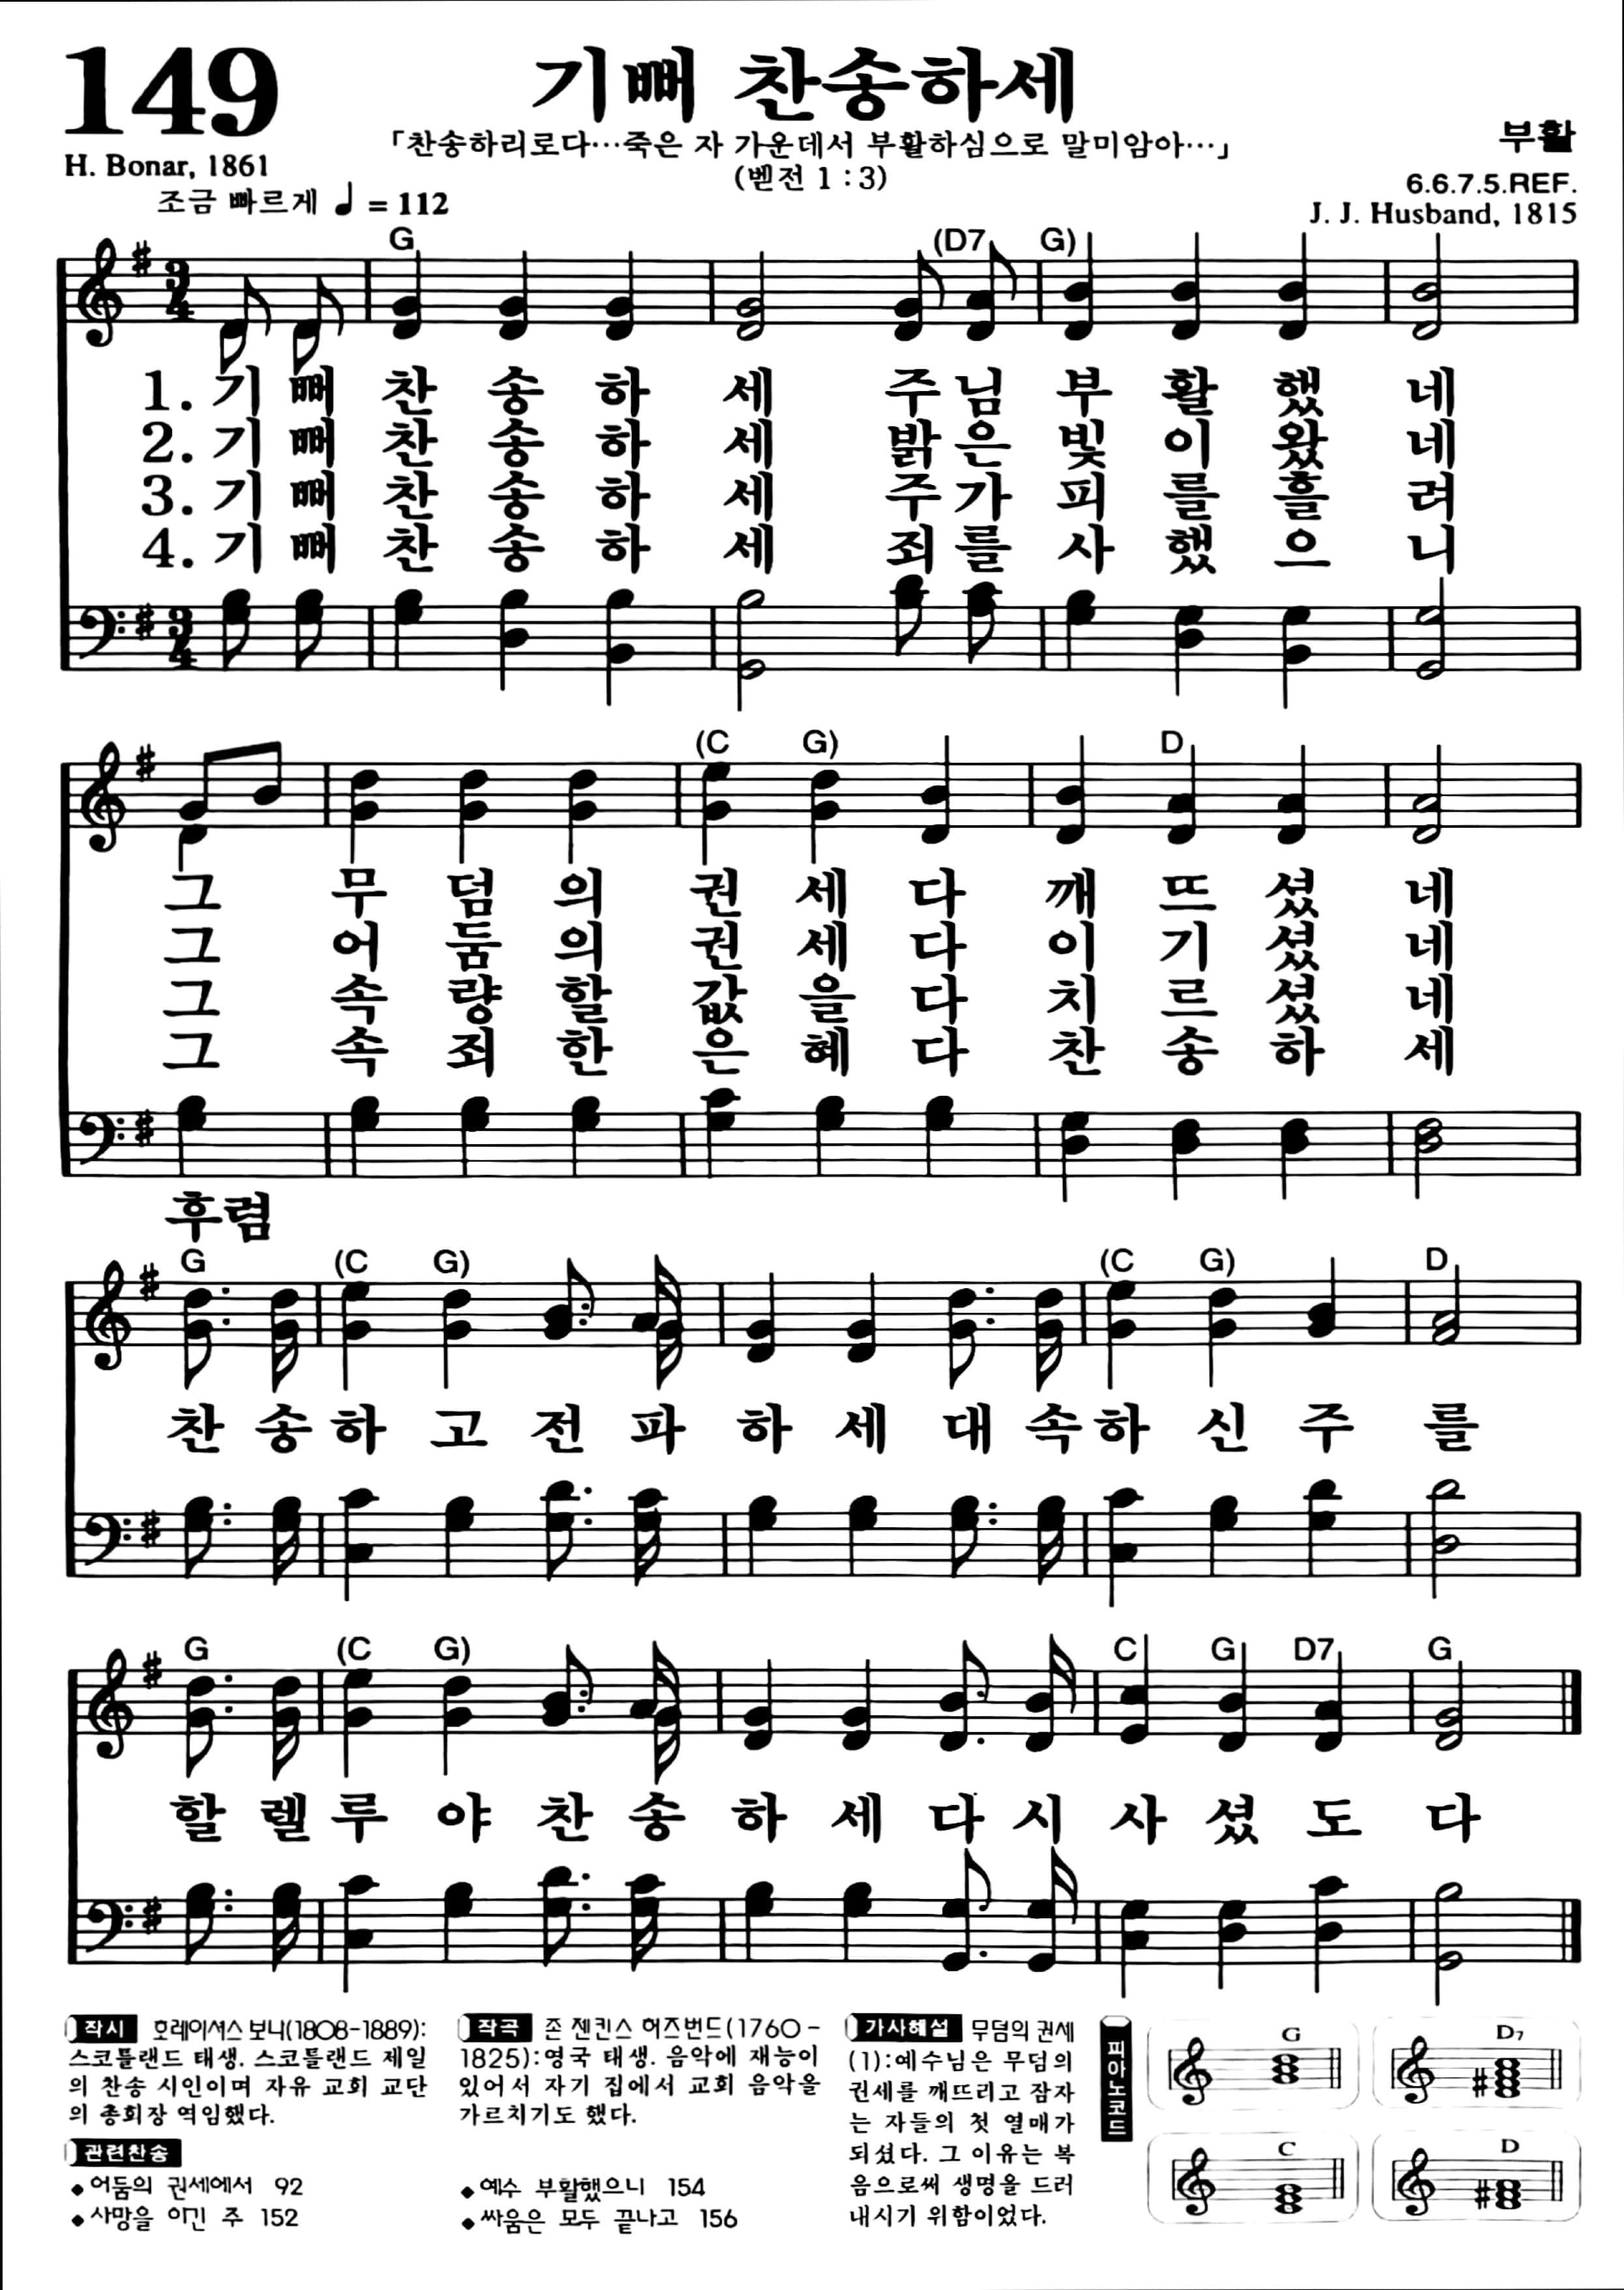 149
기뻐 찬송하세
「찬송하리로다…죽은 자 가운데서 부활하심으로 말미암아…」
(벧전 1 : 3)
부활
H. Bonar, 1861
6.6.7.5.REF.
조금 빠르게 ♩ = 112
J. J. Husband, 1815
G (D7 G)
1. 기 뻐 찬 송 하 세 주 님 부 활 했 네
2. 기 뻐 찬 송 하 세 밝 은 빛 이 왔 네
3. 기 뻐 찬 송 하 세 주 가 피 를 흘 려
4. 기 뻐 찬 송 하 세 죄 를 사 했 으 니
(C G) D
그 무 덤 의 권 세 다 깨 뜨 셨 네
그 어 둠 의 권 세 다 이 기 셨 네
그 속 량 할 값 을 다 치 르 셨 네
그 속 죄 한 은 혜 다 찬 송 하 세
후렴
G (C G) (C G) D
찬 송 하 고 전 파 하 세 대 속 하 신 주 를
G (C G) C G D7 G
할 렐 루 야 찬 송 하 세 다 시 사 셨 도 다
작시 호레이셔스 보나(1808-1889):
스코틀랜드 태생. 스코틀랜드 제일
의 찬송 시인이며 자유 교회 교단
의 총회장 역임했다.
관련찬송
◆어둠의 권세에서 92
◆사망을 이긴 주 152
작곡 존 젠킨스 허즈번드(1760-
1825):영국 태생. 음악에 재능이
있어서 자기 집에서 교회 음악을
가르치기도 했다.
◆예수 부활했으니 154
◆싸움은 모두 끝나고 156
가사해설 무덤의 권세
(1):예수님은 무덤의
권세를 깨뜨리고 잠자
는 자들의 첫 열매가
되셨다. 그 이유는 복
음으로써 생명을 드러
내시기 위함이었다.
피아노코드
G D7
C D